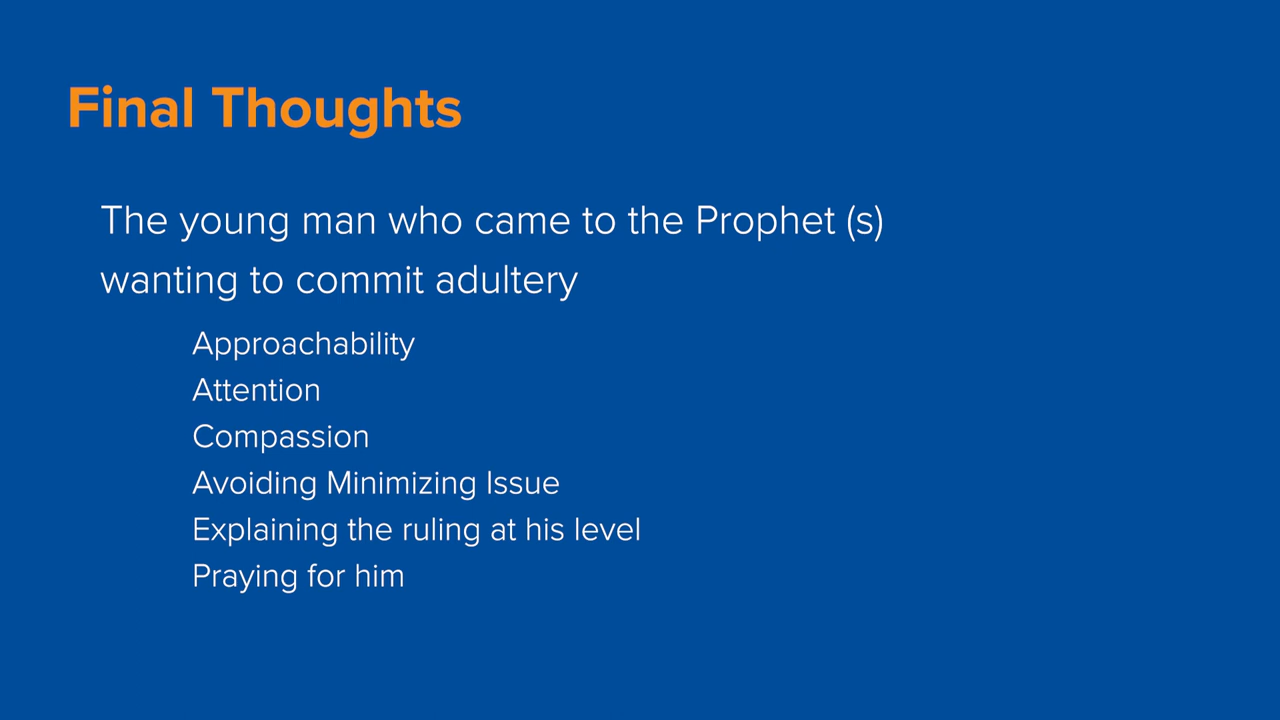 Final Thoughts
The young man who came to the Prophet (s)
wanting to commit adultery
Approachability
Attention
Compassion
Avoiding Minimizing Issue
Explaining the ruling at his level
Praying for him